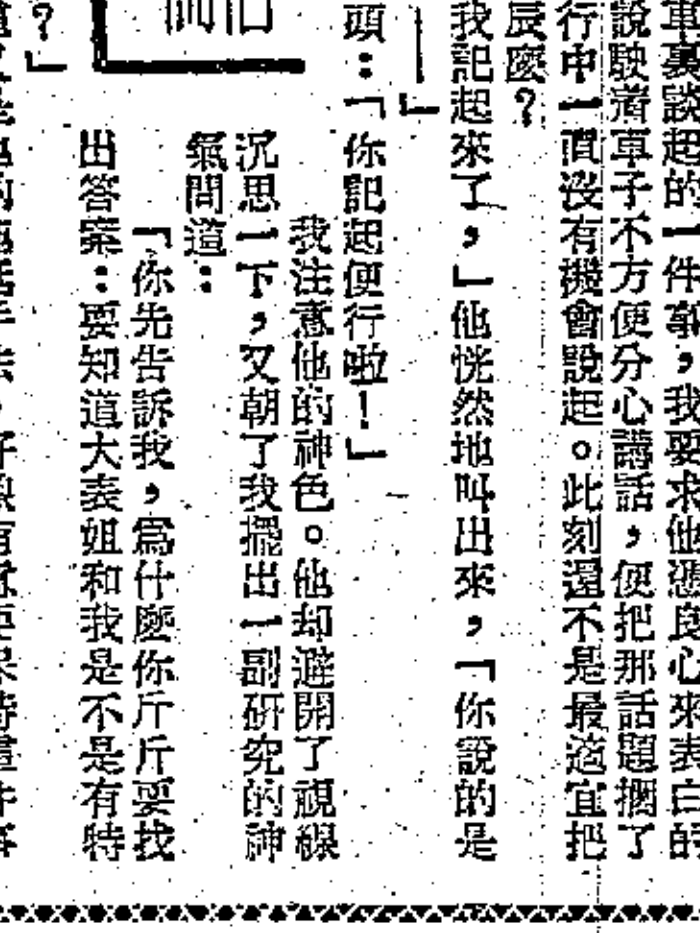 車裏談起的一件事，我要求他憑良心來表白的
說駛着車子不方便分心講話，便把那話題擱了
行中一直沒有機會說起。此刻還不是最適宜把
麼？
我記起來了，」他恍然地叫出來，「你說的是
——」
頭：「你記起便行啦！」
我注意他的神色。他却避開了視線
沉思一下，又朝了我擺出一副研究的神
氣問道：
「你先告訴我，爲什麼你斤斤要找
出答案：要知道大表姐和我是不是有特
？」